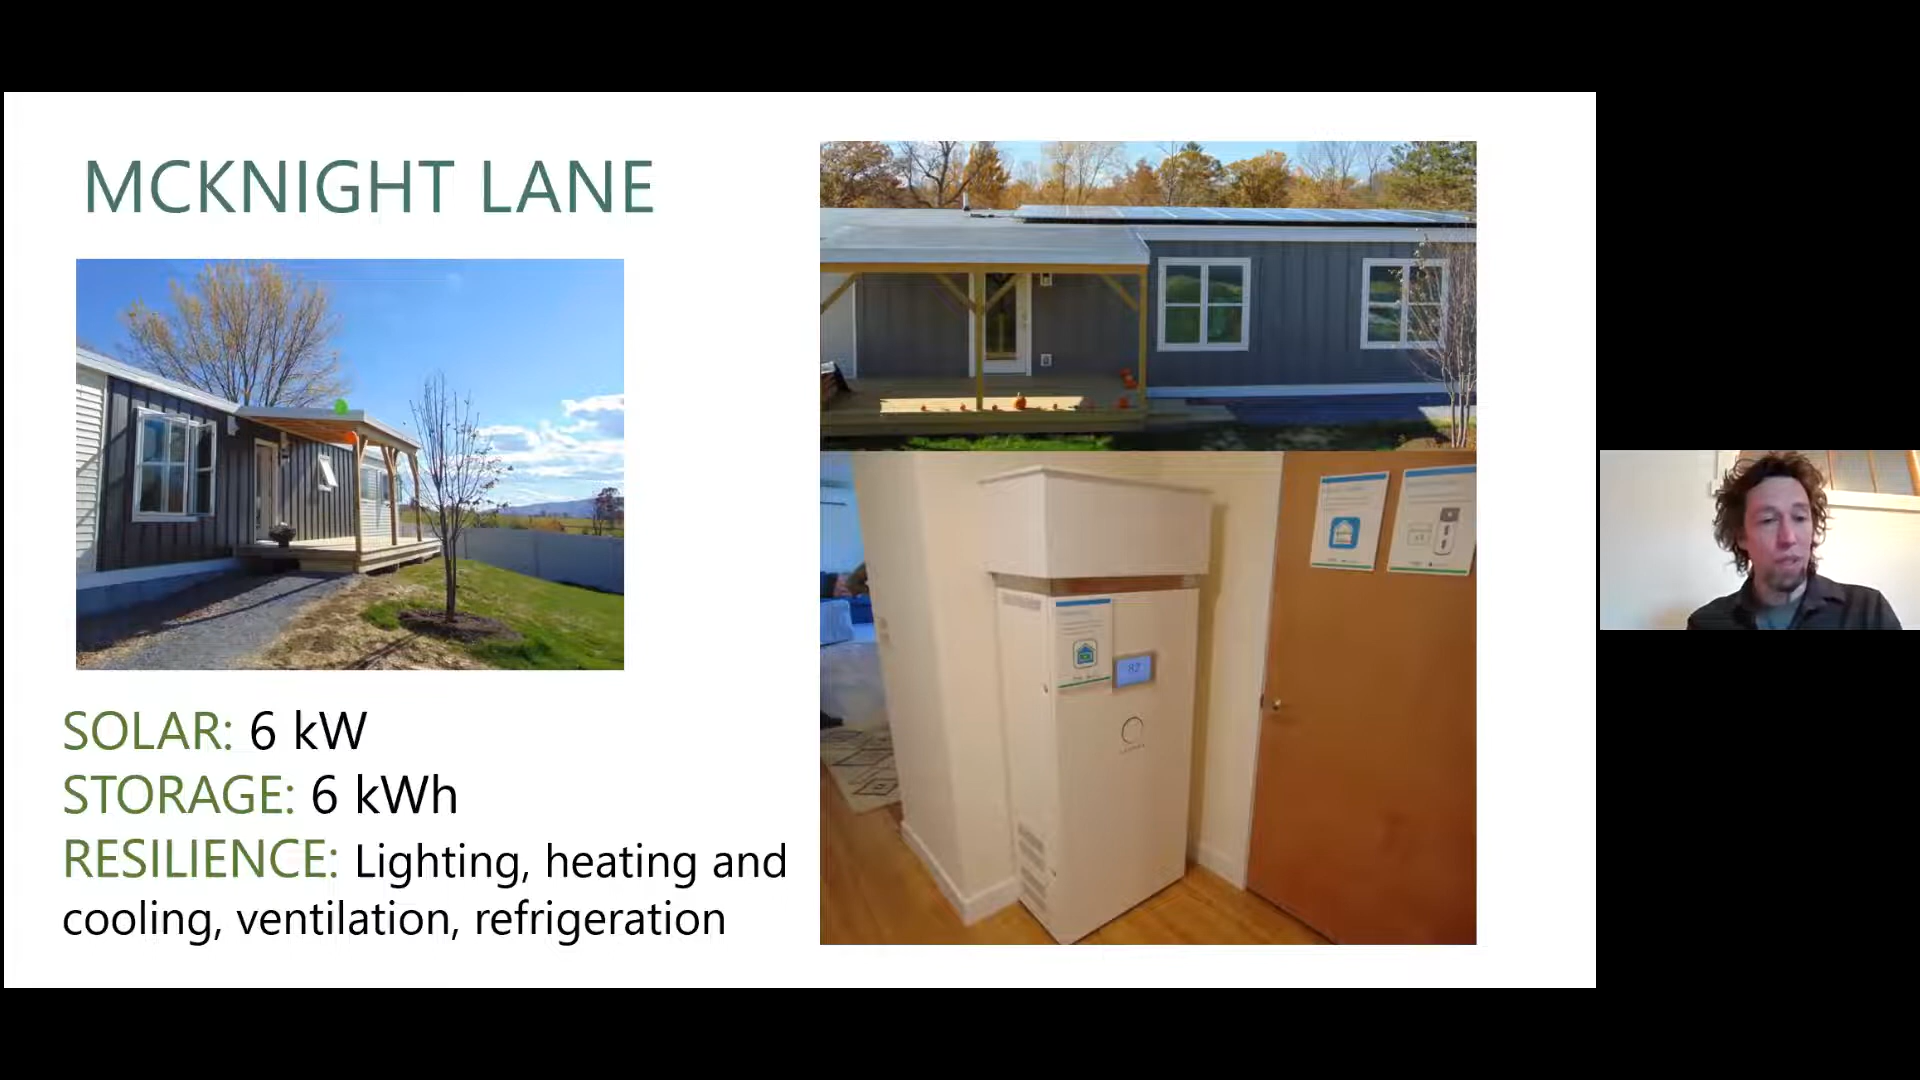 MCKNIGHT LANE
SOLAR: 6 kW
STORAGE: 6 kWh
RESILIENCE: Lighting, heating and
cooling, ventilation, refrigeration